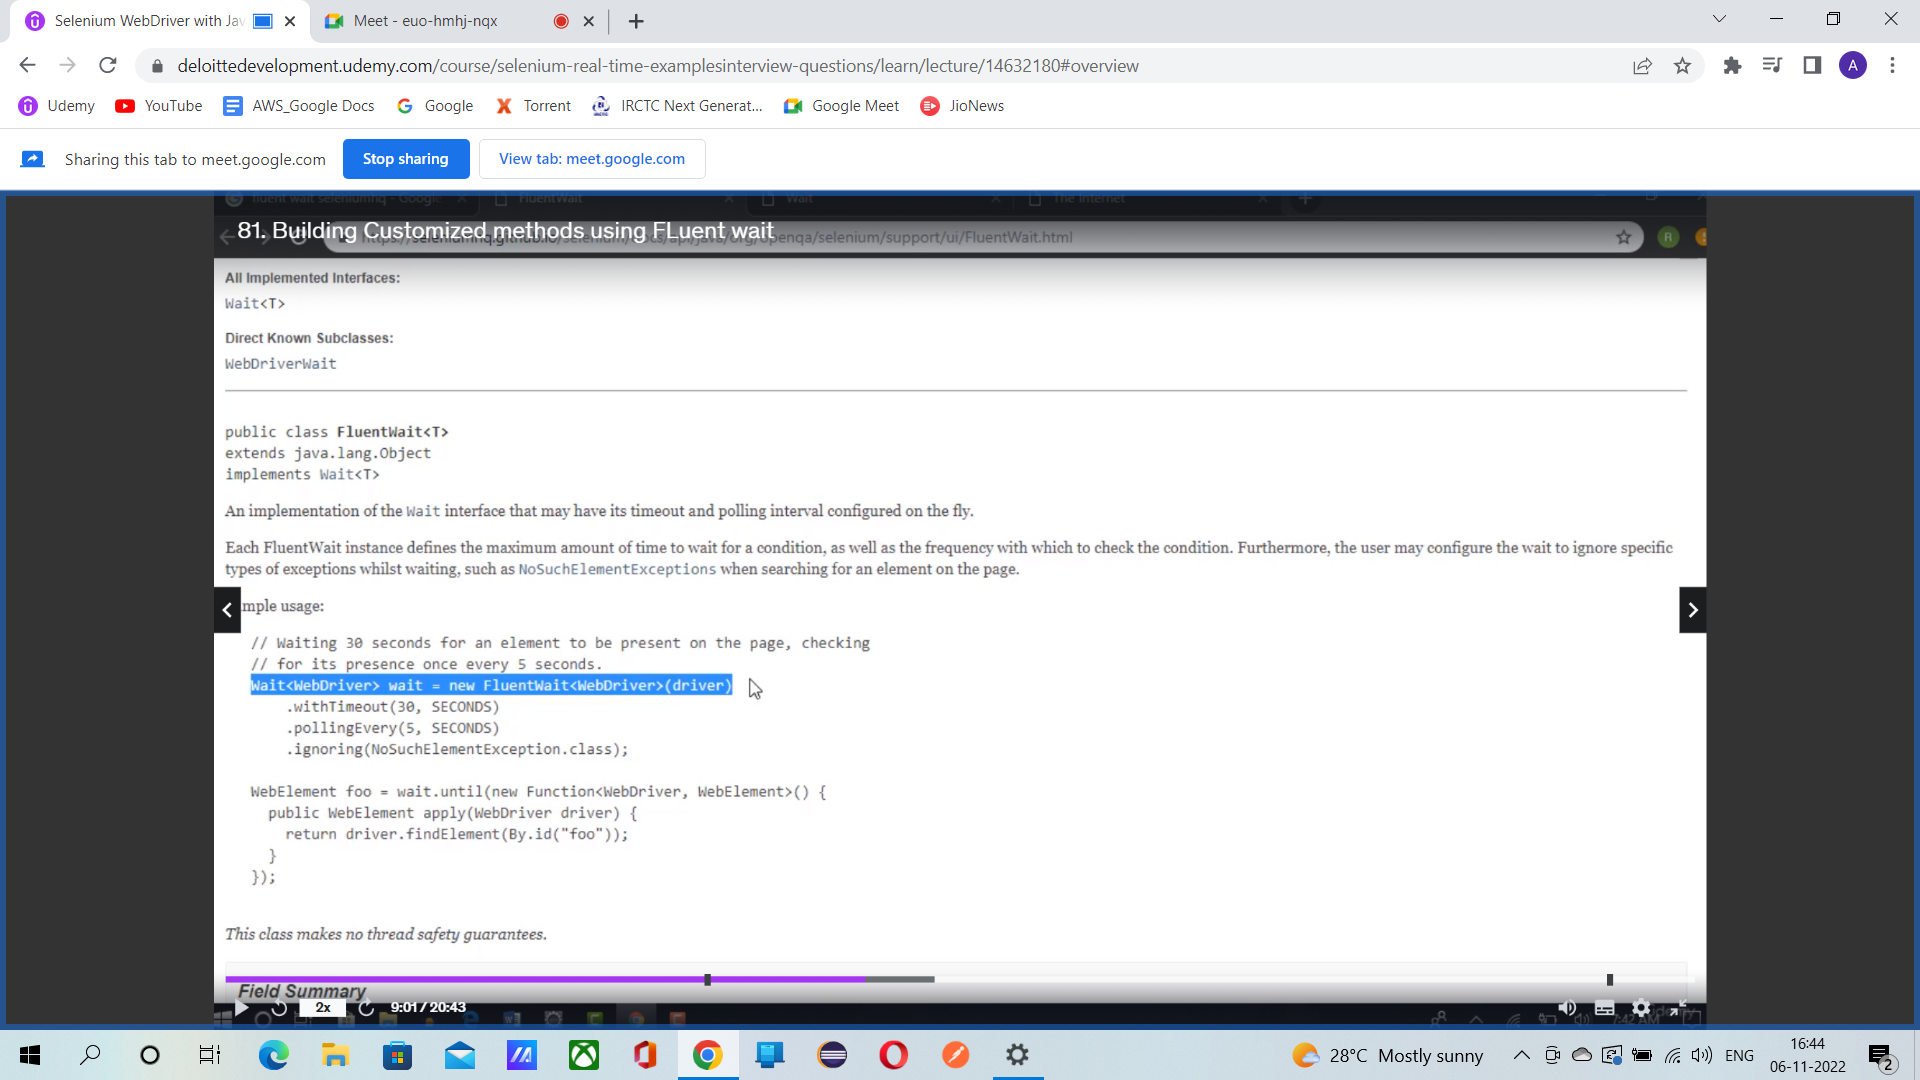 Selenium WebDriver with Jav
Meet - euo-hmhj-nqx
deloittedevelopment.udemy.com/course/selenium-real-time-examplesinterview-questions/learn/lecture/14632180#overview
A
Udemy
YouTube
AWS_Google Docs
Google
Torrent
IRCTC Next Generat...
Google Meet
JioNews
Sharing this tab to meet.google.com
Stop sharing
View tab: meet.google.com
fluent wait seleniumhq - Google
FluentWait
Wait
The Internet
81. Building Customized methods using FLuent wait
openqa/selenium/support/ui/FluentWait.html
R
All Implemented Interfaces:
Wait<T>
Direct Known Subclasses:
WebDriverWait
public class FluentWait<T>
extends java.lang.Object
implements Wait<T>
An implementation of the Wait interface that may have its timeout and polling interval configured on the fly.
Each FluentWait instance defines the maximum amount of time to wait for a condition, as well as the frequency with which to check the condition. Furthermore, the user may configure the wait to ignore specific
types of exceptions whilst waiting, such as NoSuchElementExceptions when searching for an element on the page.
mple usage:
// Waiting 30 seconds for an element to be present on the page, checking
// for its presence once every 5 seconds.
Wait<WebDriver> wait = new FluentWait<WebDriver>(driver)
.withTimeout(30, SECONDS)
.pollingEvery(5, SECONDS)
.ignoring(NoSuchElementException.class);
WebElement foo = wait.until(new Function<WebDriver, WebElement>() {
public WebElement apply(WebDriver driver) {
return driver.findElement(By.id("foo"));
}
});
This class makes no thread safety guarantees.
Field Summary
2x
9:01 / 20:43
28°C Mostly sunny
ENG
16:44
06-11-2022
2